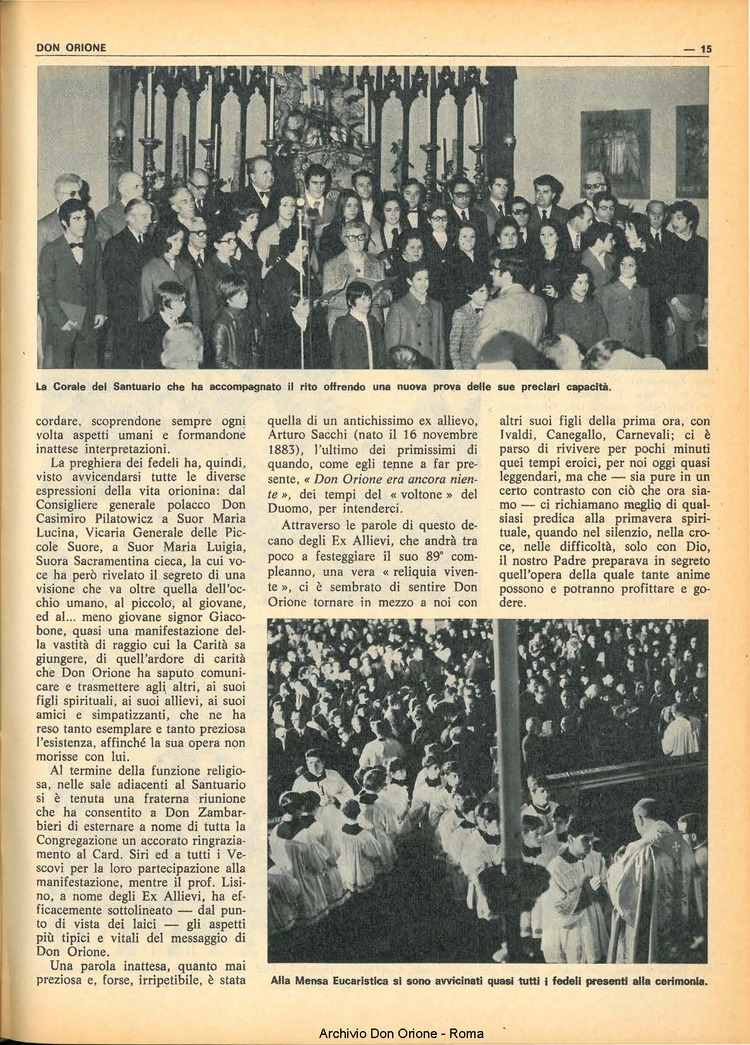 DON ORIONE
— 15
La Corale del Santuario che ha accompagnato il rito offrendo una nuova prova delle sue preclari capacità.
cordare, scoprendone sempre ogni
volta aspetti umani e formandone
inattese interpretazioni.
La preghiera dei fedeli ha, quindi,
visto avvicendarsi tutte le diverse
espressioni della vita orionina: dal
Consigliere generale polacco Don
Casimiro Pilatowicz a Suor Maria
Lucina, Vicaria Generale delle Pic-
cole Suore, a Suor Maria Luigia,
Suora Sacramentina cieca, la cui vo-
ce ha però rivelato il segreto di una
visione che va oltre quella dell'oc-
chio umano, al piccolo, al giovane,
ed al... meno giovane signor Giaco-
bone, quasi una manifestazione del-
la vastità di raggio cui la Carità sa
giungere, di quell'ardore di carità
che Don Orione ha saputo comuni-
care e trasmettere agli altri, ai suoi
figli spirituali, ai suoi allievi, ai suoi
amici e simpatizzanti, che ne ha
reso tanto esemplare e tanto preziosa
l'esistenza, affinché la sua opera non
morisse con lui.
Al termine della funzione religio-
sa, nelle sale adiacenti al Santuario
si è tenuta una fraterna riunione
che ha consentito a Don Zambar-
bieri di esternare a nome di tutta la
Congregazione un accorato ringrazia-
mento al Card. Siri ed a tutti i Ve-
scovi per la loro partecipazione alla
manifestazione, mentre il prof. Lisi-
no, a nome degli Ex Allievi, ha ef-
ficacemente sottolineato — dal pun-
to di vista dei laici — gli aspetti
più tipici e vitali del messaggio di
Don Orione.
Una parola inattesa, quanto mai
preziosa e, forse, irripetibile, è stata
quella di un antichissimo ex allievo,
Arturo Sacchi (nato il 16 novembre
1883), l'ultimo dei primissimi di
quando, come egli tenne a far pre-
sente, « Don Orione era ancora nien-
te », dei tempi del « voltone » del
Duomo, per intenderci.
Attraverso le parole di questo de-
cano degli Ex Allievi, che andrà tra
poco a festeggiare il suo 89° com-
pleanno, una vera « reliquia viven-
te », ci è sembrato di sentire Don
Orione tornare in mezzo a noi con
altri suoi figli della prima ora, con
Ivaldi, Canegallo, Carnevali; ci è
parso di rivivere per pochi minuti
quei tempi eroici, per noi oggi quasi
leggendari, ma che — sia pure in un
certo contrasto con ciò che ora sia-
mo — ci richiamano meglio di qual-
siasi predica alla primavera spiri-
tuale, quando nel silenzio, nella cro-
ce, nelle difficoltà, solo con Dio,
il nostro Padre preparava in segreto
quell'opera della quale tante anime
possono e potranno profittare e go-
dere.
Alla Mensa Eucaristica si sono avvicinati quasi tutti i fedeli presenti alla cerimonia.
Archivio Don Orione - Roma